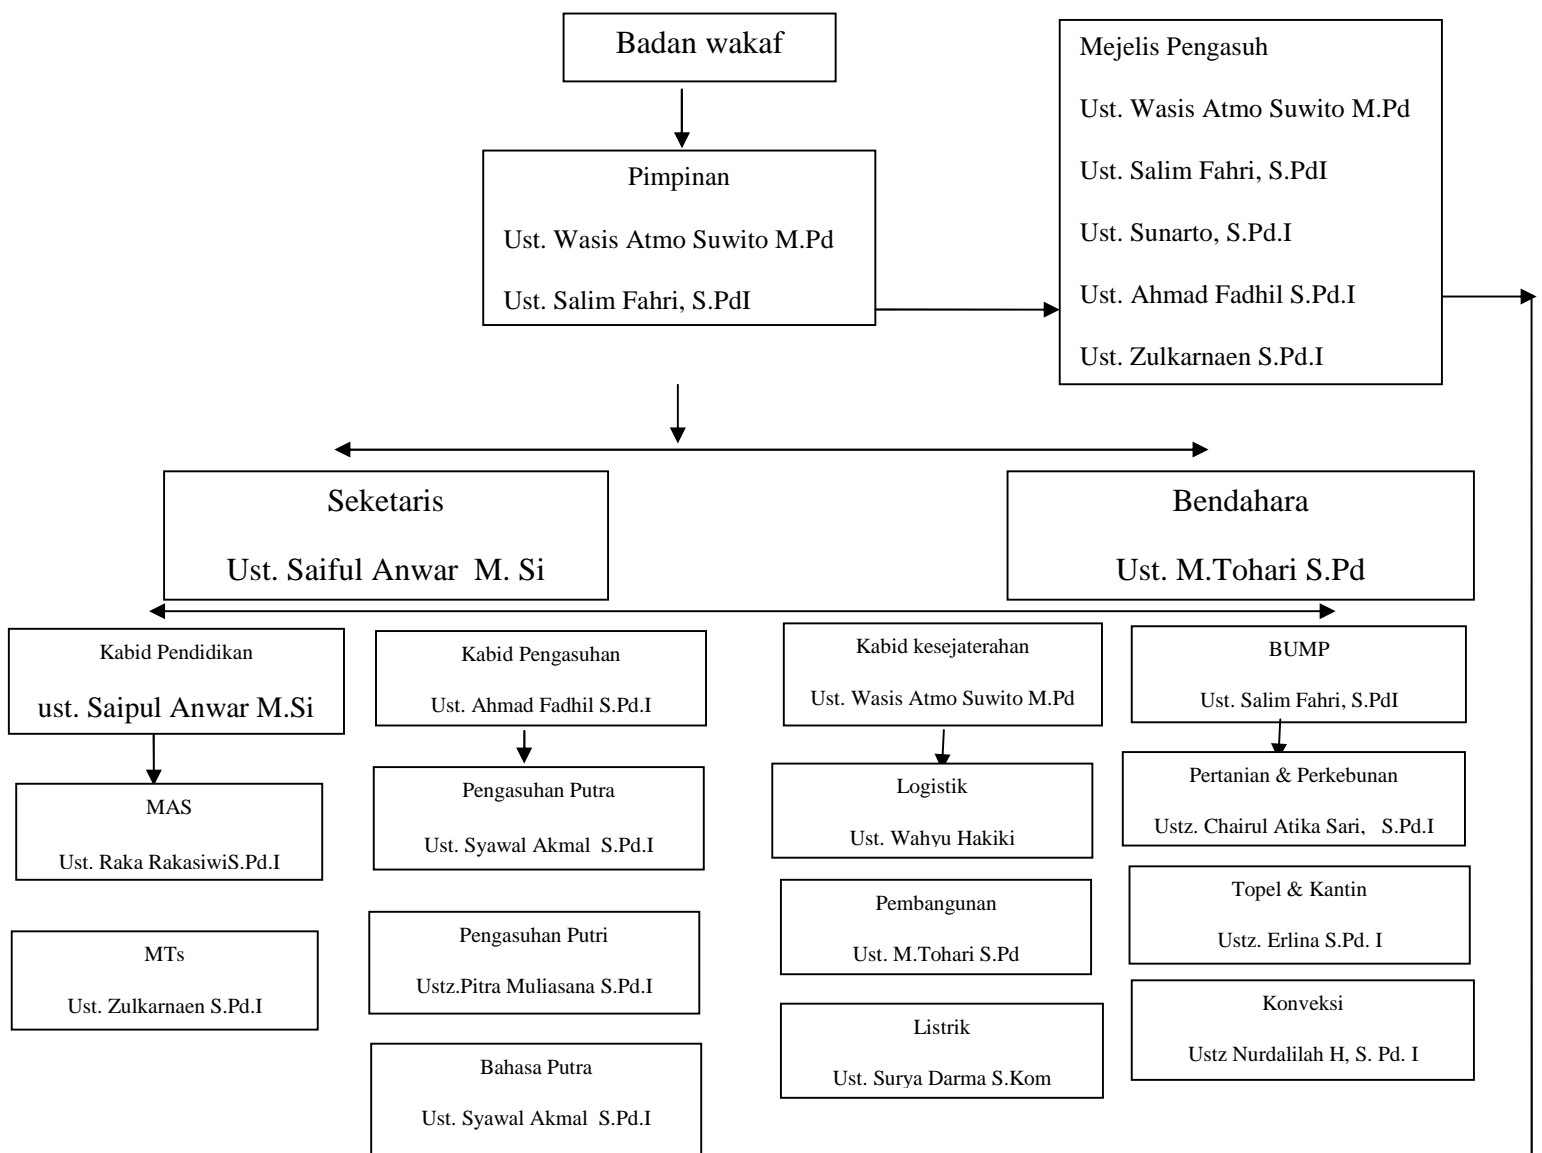 Badan wakaf
Mejelis Pengasuh
Ust. Wasis Atmo Suwito M.Pd
Ust. Salim Fahri, S.PdI
Ust. Sunarto, S.Pd.I
Ust. Ahmad Fadhil S.Pd.I
Ust. Zulkarnaen S.Pd.I
Pimpinan
Ust. Wasis Atmo Suwito M.Pd
Ust. Salim Fahri, S.PdI
Seketaris
Ust. Saiful Anwar M. Si
Bendahara
Ust. M.Tohari S.Pd
Kabid Pendidikan
ust. Saipul Anwar M.Si
Kabid Pengasuhan
Ust. Ahmad Fadhil S.Pd.I
Kabid kesejaterahan
Ust. Wasis Atmo Suwito M.Pd
BUMP
Ust. Salim Fahri, S.PdI
MAS
Ust. Raka RakasiwiS.Pd.I
Pengasuhan Putra
Ust. Syawal Akmal S.Pd.I
Logistik
Ust. Wahyu Hakiki
Pertanian & Perkebunan
Ustz. Chairul Atika Sari, S.Pd.I
MTs
Ust. Zulkarnaen S.Pd.I
Pengasuhan Putri
Ustz.Pitra Muliasana S.Pd.I
Pembangunan
Ust. M.Tohari S.Pd
Topel & Kantin
Ustz. Erlina S.Pd. I
Bahasa Putra
Ust. Syawal Akmal S.Pd.I
Listrik
Ust. Surya Darma S.Kom
Konveksi
Ustz Nurdalilah H, S. Pd. I